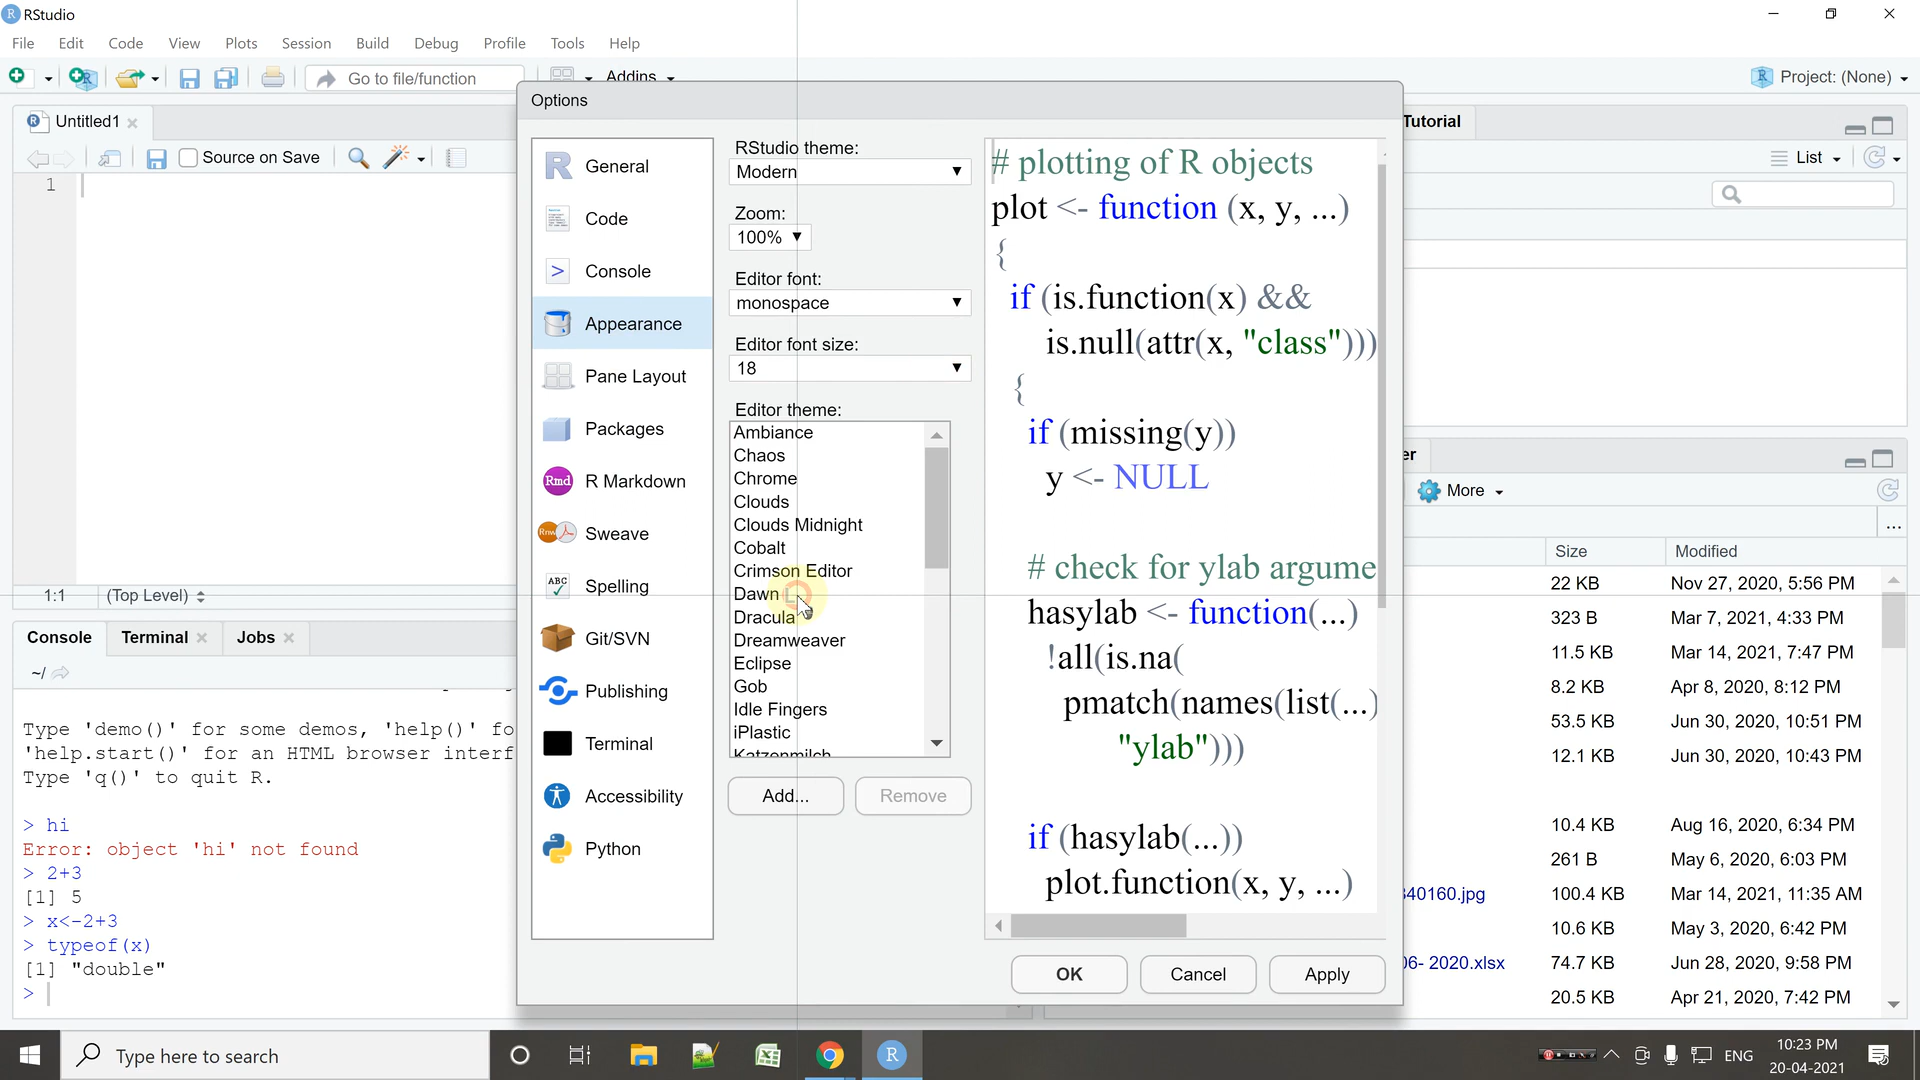 RStudio
File Edit Code View Plots Session Build Debug Profile Tools Help
Go to file/function
Addins
Project: (None)
Options
Untitled1
Source on Save
1
1:1 (Top Level)
Console Terminal Jobs
~/
Type 'demo()' for some demos, 'help()' fo
'help.start()' for an HTML browser interf
Type 'q()' to quit R.
> hi
Error: object 'hi' not found
> 2+3
[1] 5
> x<-2+3
> typeof(x)
[1] "double"
>
General
Code
Console
Appearance
Pane Layout
Packages
Rmd R Markdown
Rnw Sweave
ABC Spelling
Git/SVN
Publishing
Terminal
Accessibility
Python
RStudio theme:
Modern
Zoom:
100%
Editor font:
monospace
Editor font size:
18
Editor theme:
Ambiance
Chaos
Chrome
Clouds
Clouds Midnight
Cobalt
Crimson Editor
Dawn
Dracula
Dreamweaver
Eclipse
Gob
Idle Fingers
iPlastic
Katzenmilch
Add...
Remove
# plotting of R objects
plot <- function (x, y, ...)
{
if (is.function(x) &&
is.null(attr(x, "class")))
{
if (missing(y))
y <- NULL
# check for ylab argume
hasylab <- function(...)
!all(is.na(
pmatch(names(list(...)
"ylab")))
if (hasylab(...))
plot.function(x, y, ...)
OK
Cancel
Apply
Tutorial
List
er
More
...
Size Modified
22 KB Nov 27, 2020, 5:56 PM
323 B Mar 7, 2021, 4:33 PM
11.5 KB Mar 14, 2021, 7:47 PM
8.2 KB Apr 8, 2020, 8:12 PM
53.5 KB Jun 30, 2020, 10:51 PM
12.1 KB Jun 30, 2020, 10:43 PM
10.4 KB Aug 16, 2020, 6:34 PM
261 B May 6, 2020, 6:03 PM
340160.jpg 100.4 KB Mar 14, 2021, 11:35 AM
10.6 KB May 3, 2020, 6:42 PM
06- 2020.xlsx 74.7 KB Jun 28, 2020, 9:58 PM
20.5 KB Apr 21, 2020, 7:42 PM
Type here to search
ENG
10:23 PM
20-04-2021